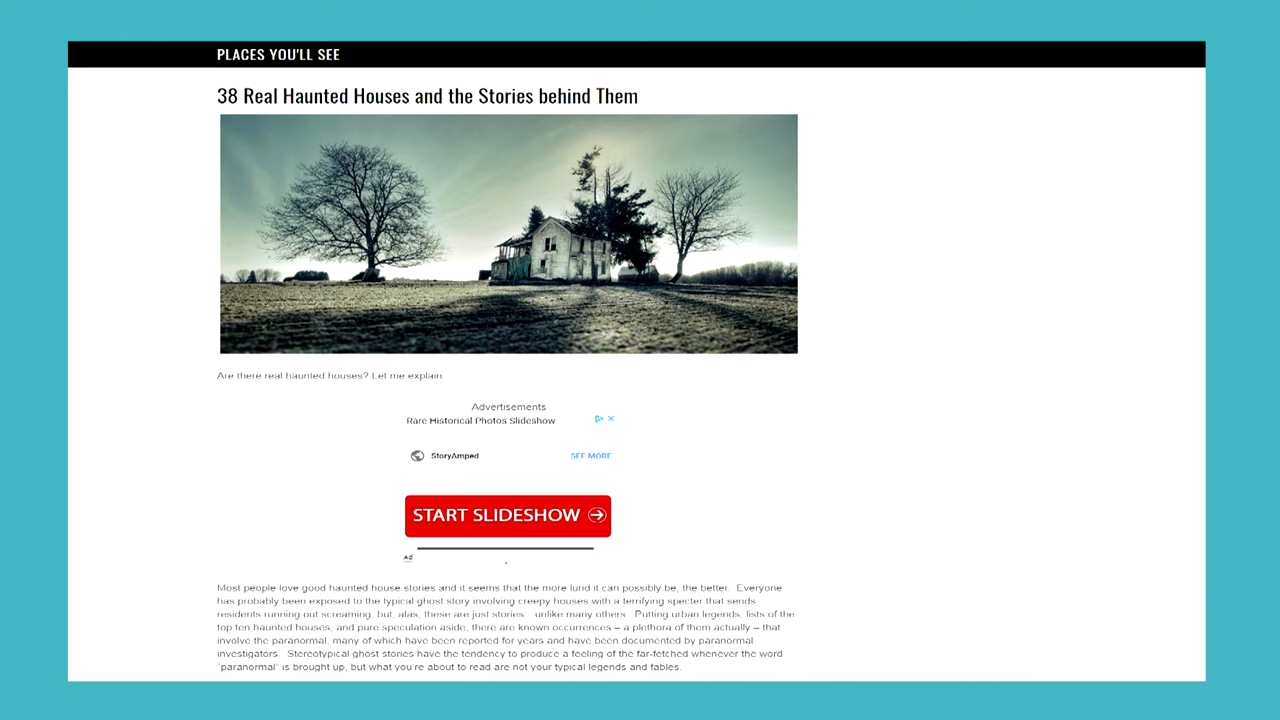 PLACES YOU'LL SEE
38 Real Haunted Houses and the Stories behind Them
Are there real haunted houses? Let me explain
Advertisements
Rare Historical Photos Slideshow
StoryAmped SEE MORE
START SLIDESHOW
Ad
Most people love good haunted house stories and it seems that the more lurid it can possibly be, the better. Everyone
has probably been exposed to the typical ghost story involving creepy houses with a terrifying specter that sends
residents running out screaming, but, alas, these are just stories... unlike many others. Putting urban legends, lists of the
top ten haunted houses, and pure speculation aside, there are known occurrences – a plethora of them actually – that
involve the paranormal, many of which have been reported for years and have been documented by paranormal
investigators. Stereotypical ghost stories have the tendency to produce a feeling of the far-fetched whenever the word
“paranormal” is brought up, but what you're about to read are not your typical legends and fables.